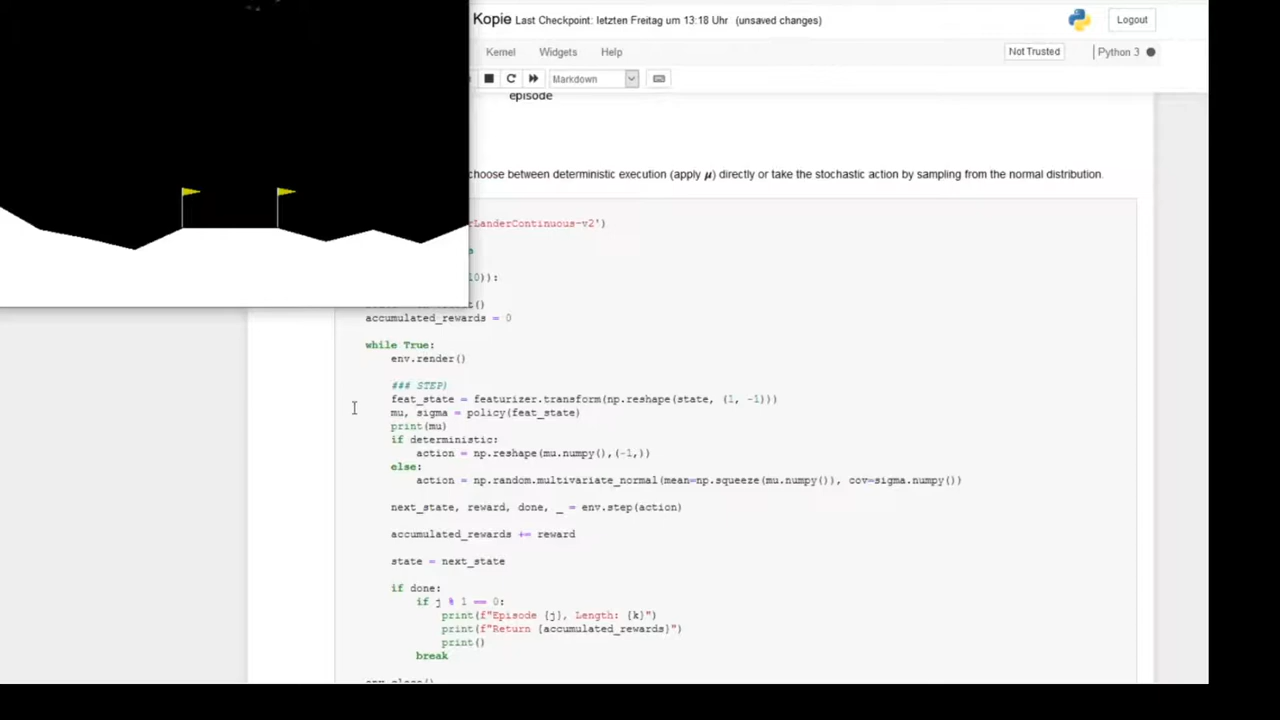 Kopie Last Checkpoint: letzten Freitag um 13:18 Uhr (unsaved changes)
Logout
Kernel Widgets Help
Not Trusted
Python 3
Markdown
episode
choose between deterministic execution (apply μ) directly or take the stochastic action by sampling from the normal distribution.
rLanderContinuous-v2')
10)):
()
accumulated_rewards = 0
while True:
env.render()
### STEP)
feat_state = featurizer.transform(np.reshape(state, (1, -1)))
mu, sigma = policy(feat_state)
print(mu)
if deterministic:
action = np.reshape(mu.numpy(),(-1,))
else:
action = np.random.multivariate_normal(mean=np.squeeze(mu.numpy()), cov=sigma.numpy())
next_state, reward, done, _ = env.step(action)
accumulated_rewards += reward
state = next_state
if done:
if j % 1 == 0:
print(f"Episode {j}, Length: {k}")
print(f"Return {accumulated_rewards}")
print()
break
env.close()